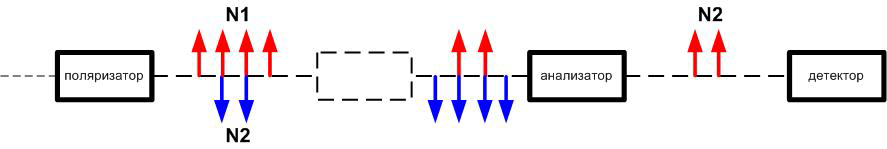 N1
N2
поляризатор
анализатор
детектор
N2